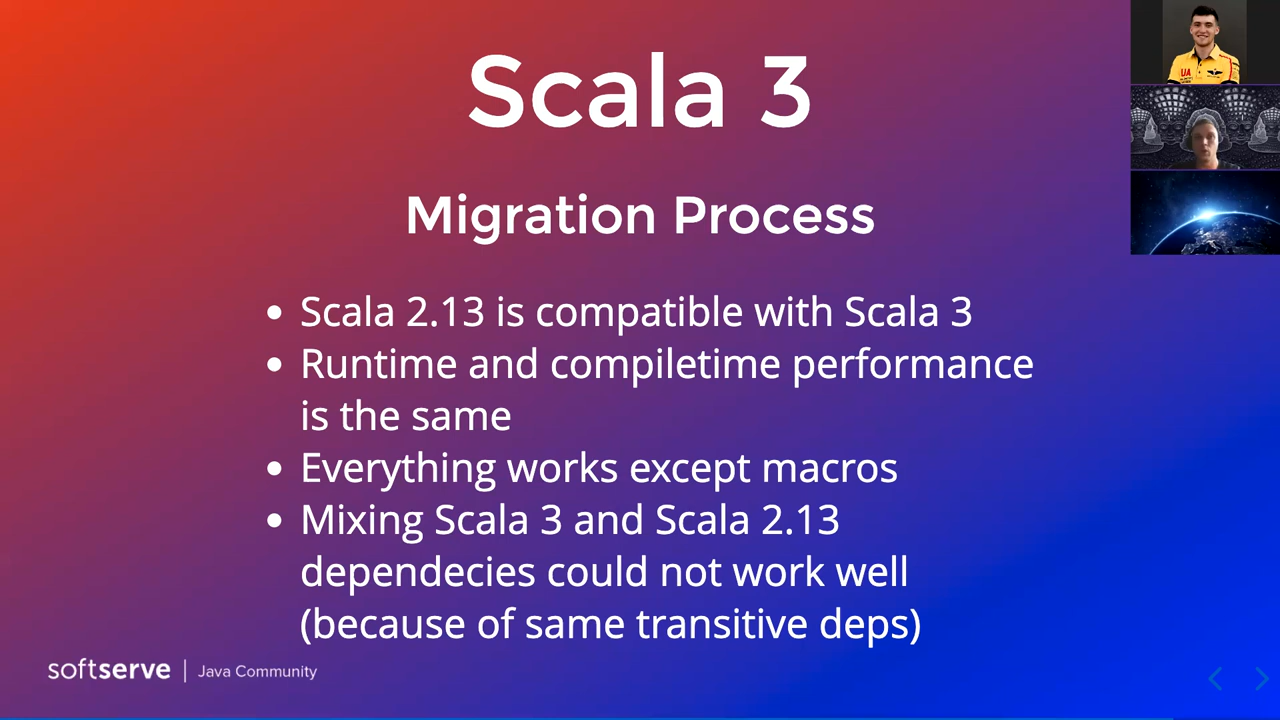 Scala 3
Migration Process
• Scala 2.13 is compatible with Scala 3
• Runtime and compiletime performance
is the same
• Everything works except macros
• Mixing Scala 3 and Scala 2.13
dependecies could not work well
(because of same transitive deps)
softserve | Java Community
UA